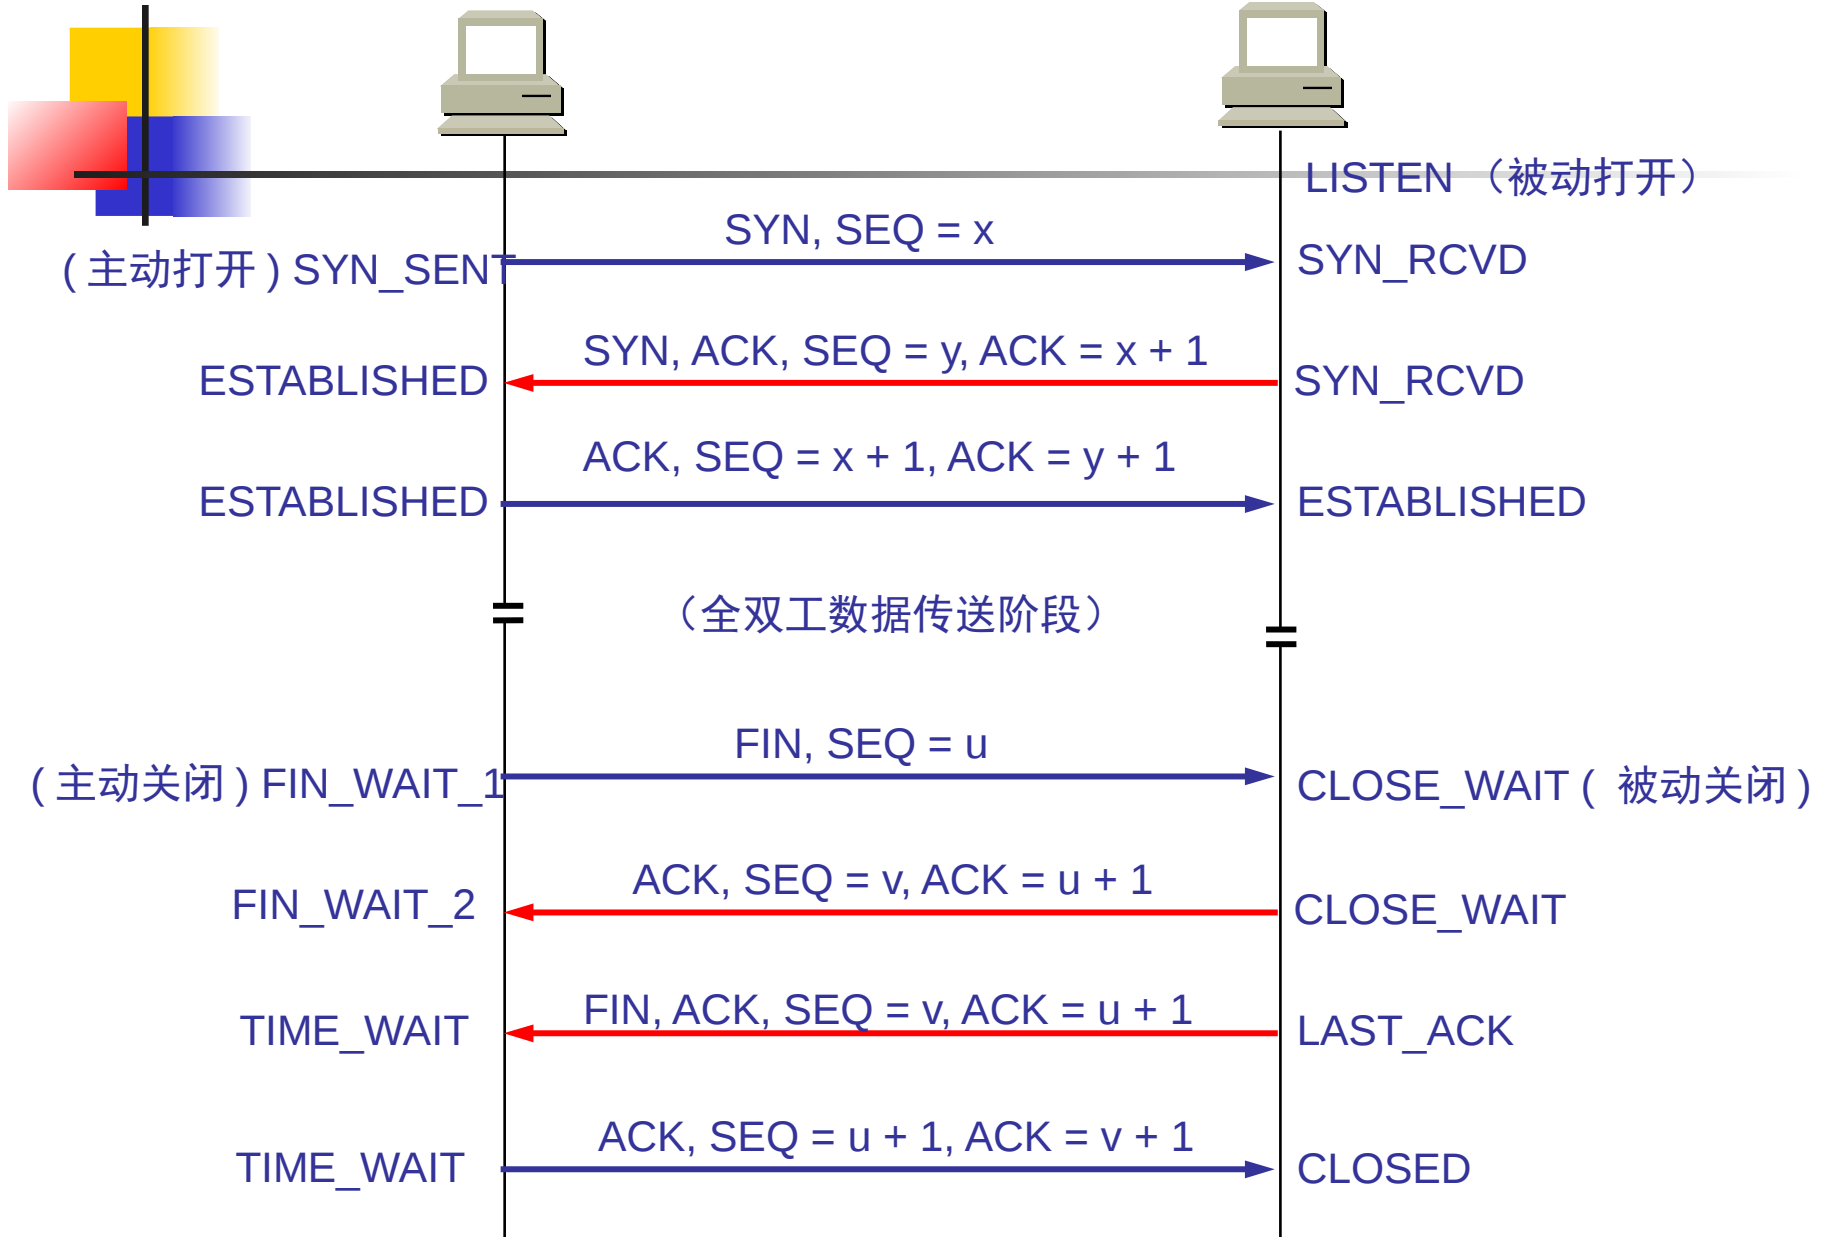 LISTEN（被动打开）
SYN, SEQ = x
(主动打开) SYN_SENT
SYN_RCVD
SYN, ACK, SEQ = y, ACK = x + 1
ESTABLISHED
SYN_RCVD
ACK, SEQ = x + 1, ACK = y + 1
ESTABLISHED
ESTABLISHED
（全双工数据传送阶段）
FIN, SEQ = u
(主动关闭) FIN_WAIT_1
CLOSE_WAIT ( 被动关闭)
ACK, SEQ = v, ACK = u + 1
FIN_WAIT_2
CLOSE_WAIT
FIN, ACK, SEQ = v, ACK = u + 1
TIME_WAIT
LAST_ACK
ACK, SEQ = u + 1, ACK = v + 1
TIME_WAIT
CLOSED